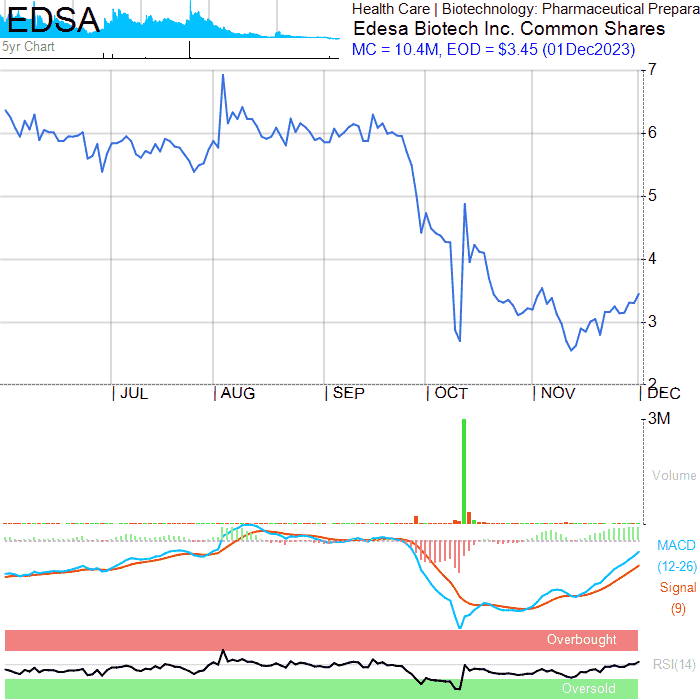 EDSA
5yr Chart
Health Care | Biotechnology: Pharmaceutical Prepara
Edesa Biotech Inc. Common Shares
MC = 10.4M, EOD = $3.45 (01Dec2023)
7
6
5
4
3
2
JUL AUG SEP OCT NOV DEC
3M
Volume
MACD
(12-26)
Signal
(9)
Overbought
RSI(14)
Oversold